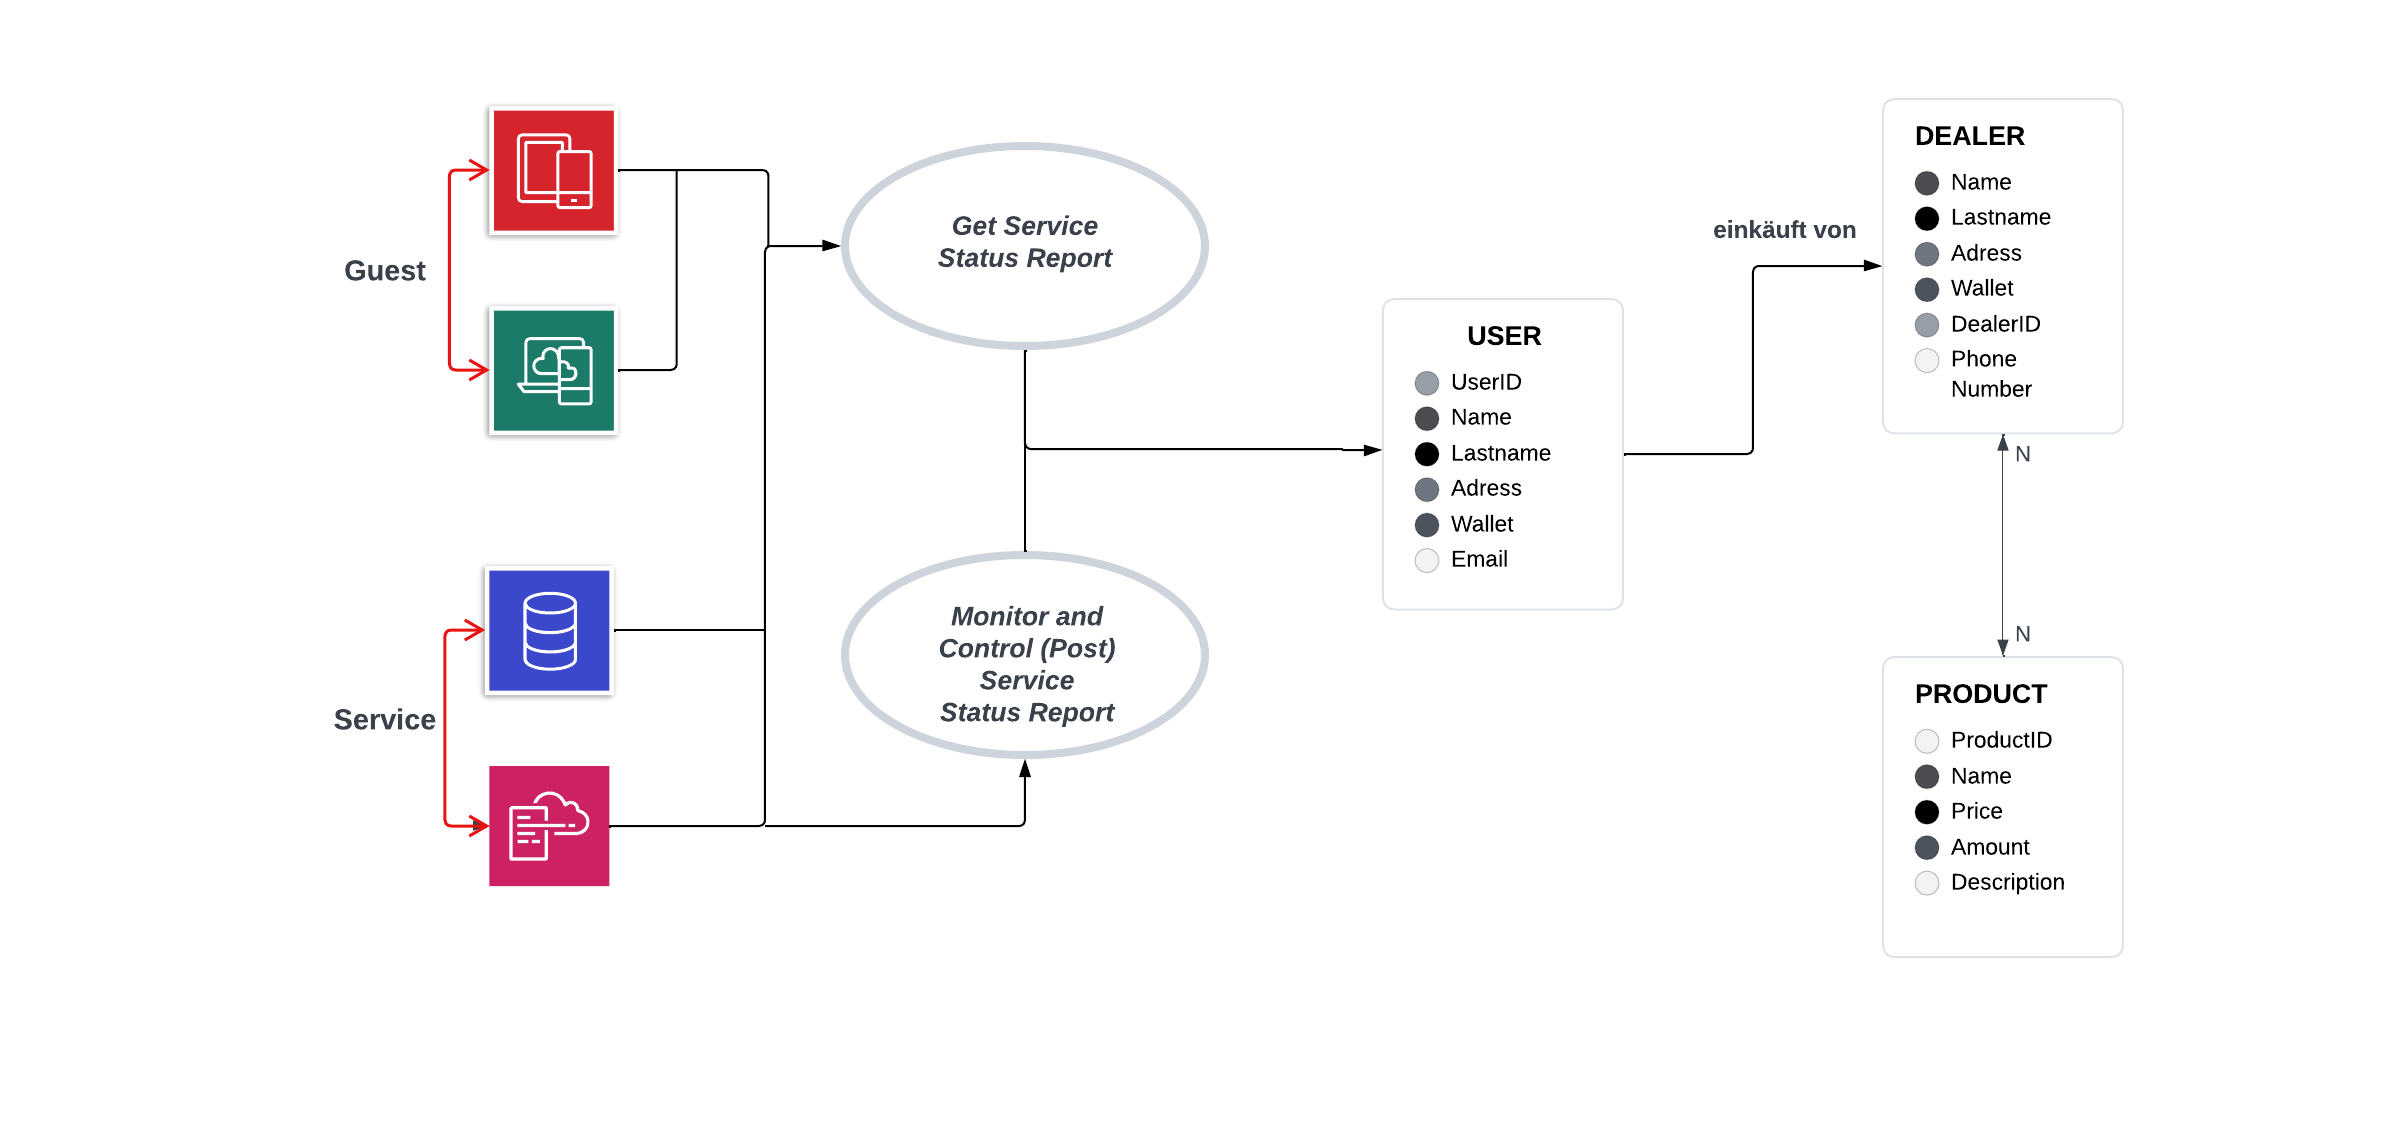 Guest
Service
Get Service
Status Report
Monitor and
Control (Post)
Service
Status Report
USER
UserID
Name
Lastname
Adress
Wallet
Email
einkäuft von
DEALER
Name
Lastname
Adress
Wallet
DealerID
Phone
Number
N
N
PRODUCT
ProductID
Name
Price
Amount
Description